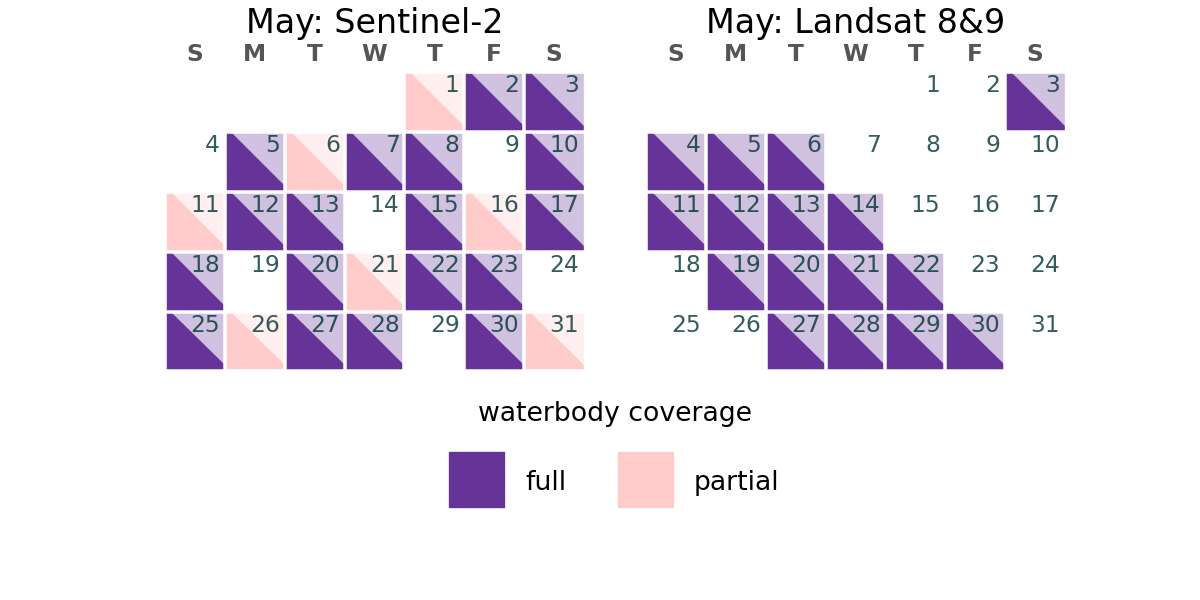 May: Sentinel-2
S M T W T F S
1 2 3
4 5 6 7 8 9 10
11 12 13 14 15 16 17
18 19 20 21 22 23 24
25 26 27 28 29 30 31
May: Landsat 8&9
S M T W T F S
1 2 3
4 5 6 7 8 9 10
11 12 13 14 15 16 17
18 19 20 21 22 23 24
25 26 27 28 29 30 31
waterbody coverage
full partial